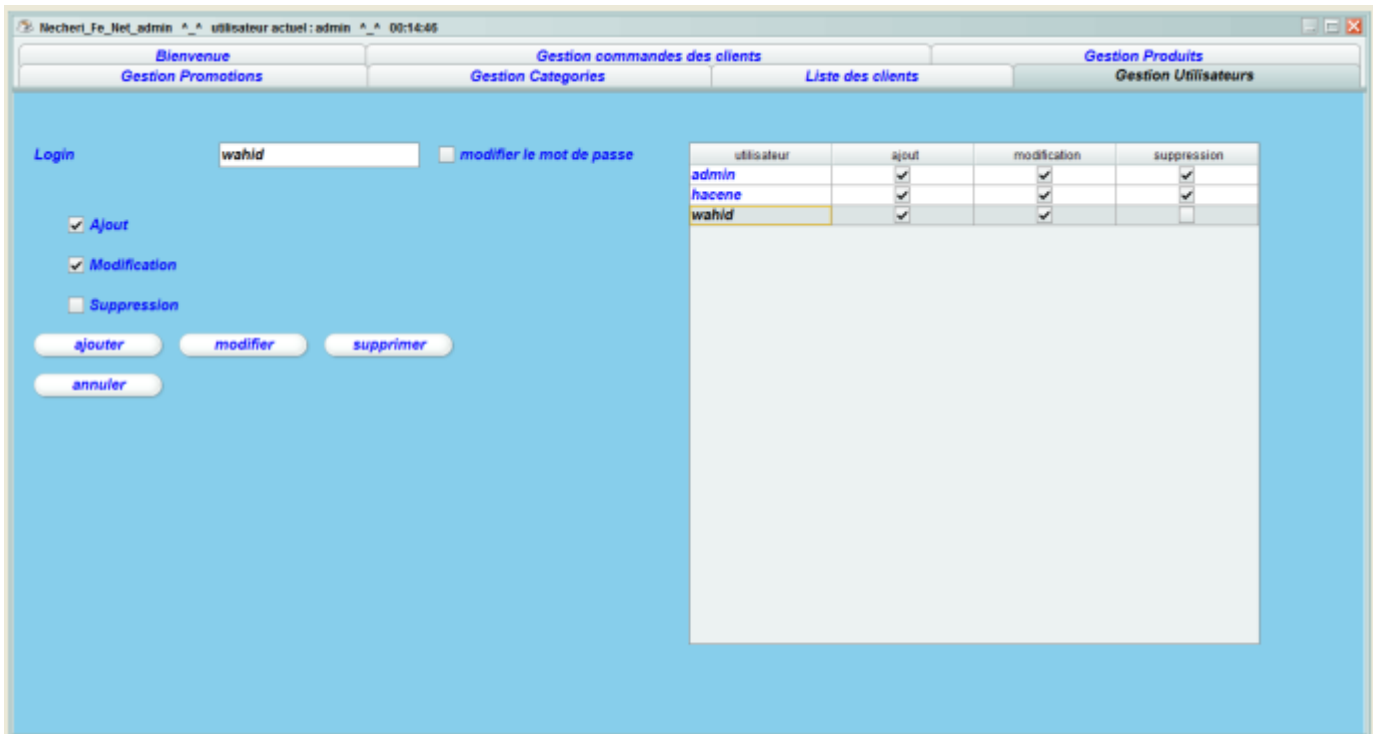 Necheri_Fe_Net_admin ^_^ utilisateur actuel : admin ^_^ 00:14:46
Bienvenue Gestion commandes des clients Gestion Produits
Gestion Promotions Gestion Categories Liste des clients Gestion Utilisateurs
Login wahid modifier le mot de passe
utilisateur ajout modification suppression
admin
hacene
wahid
Ajout
Modification
Suppression
ajouter modifier supprimer
annuler